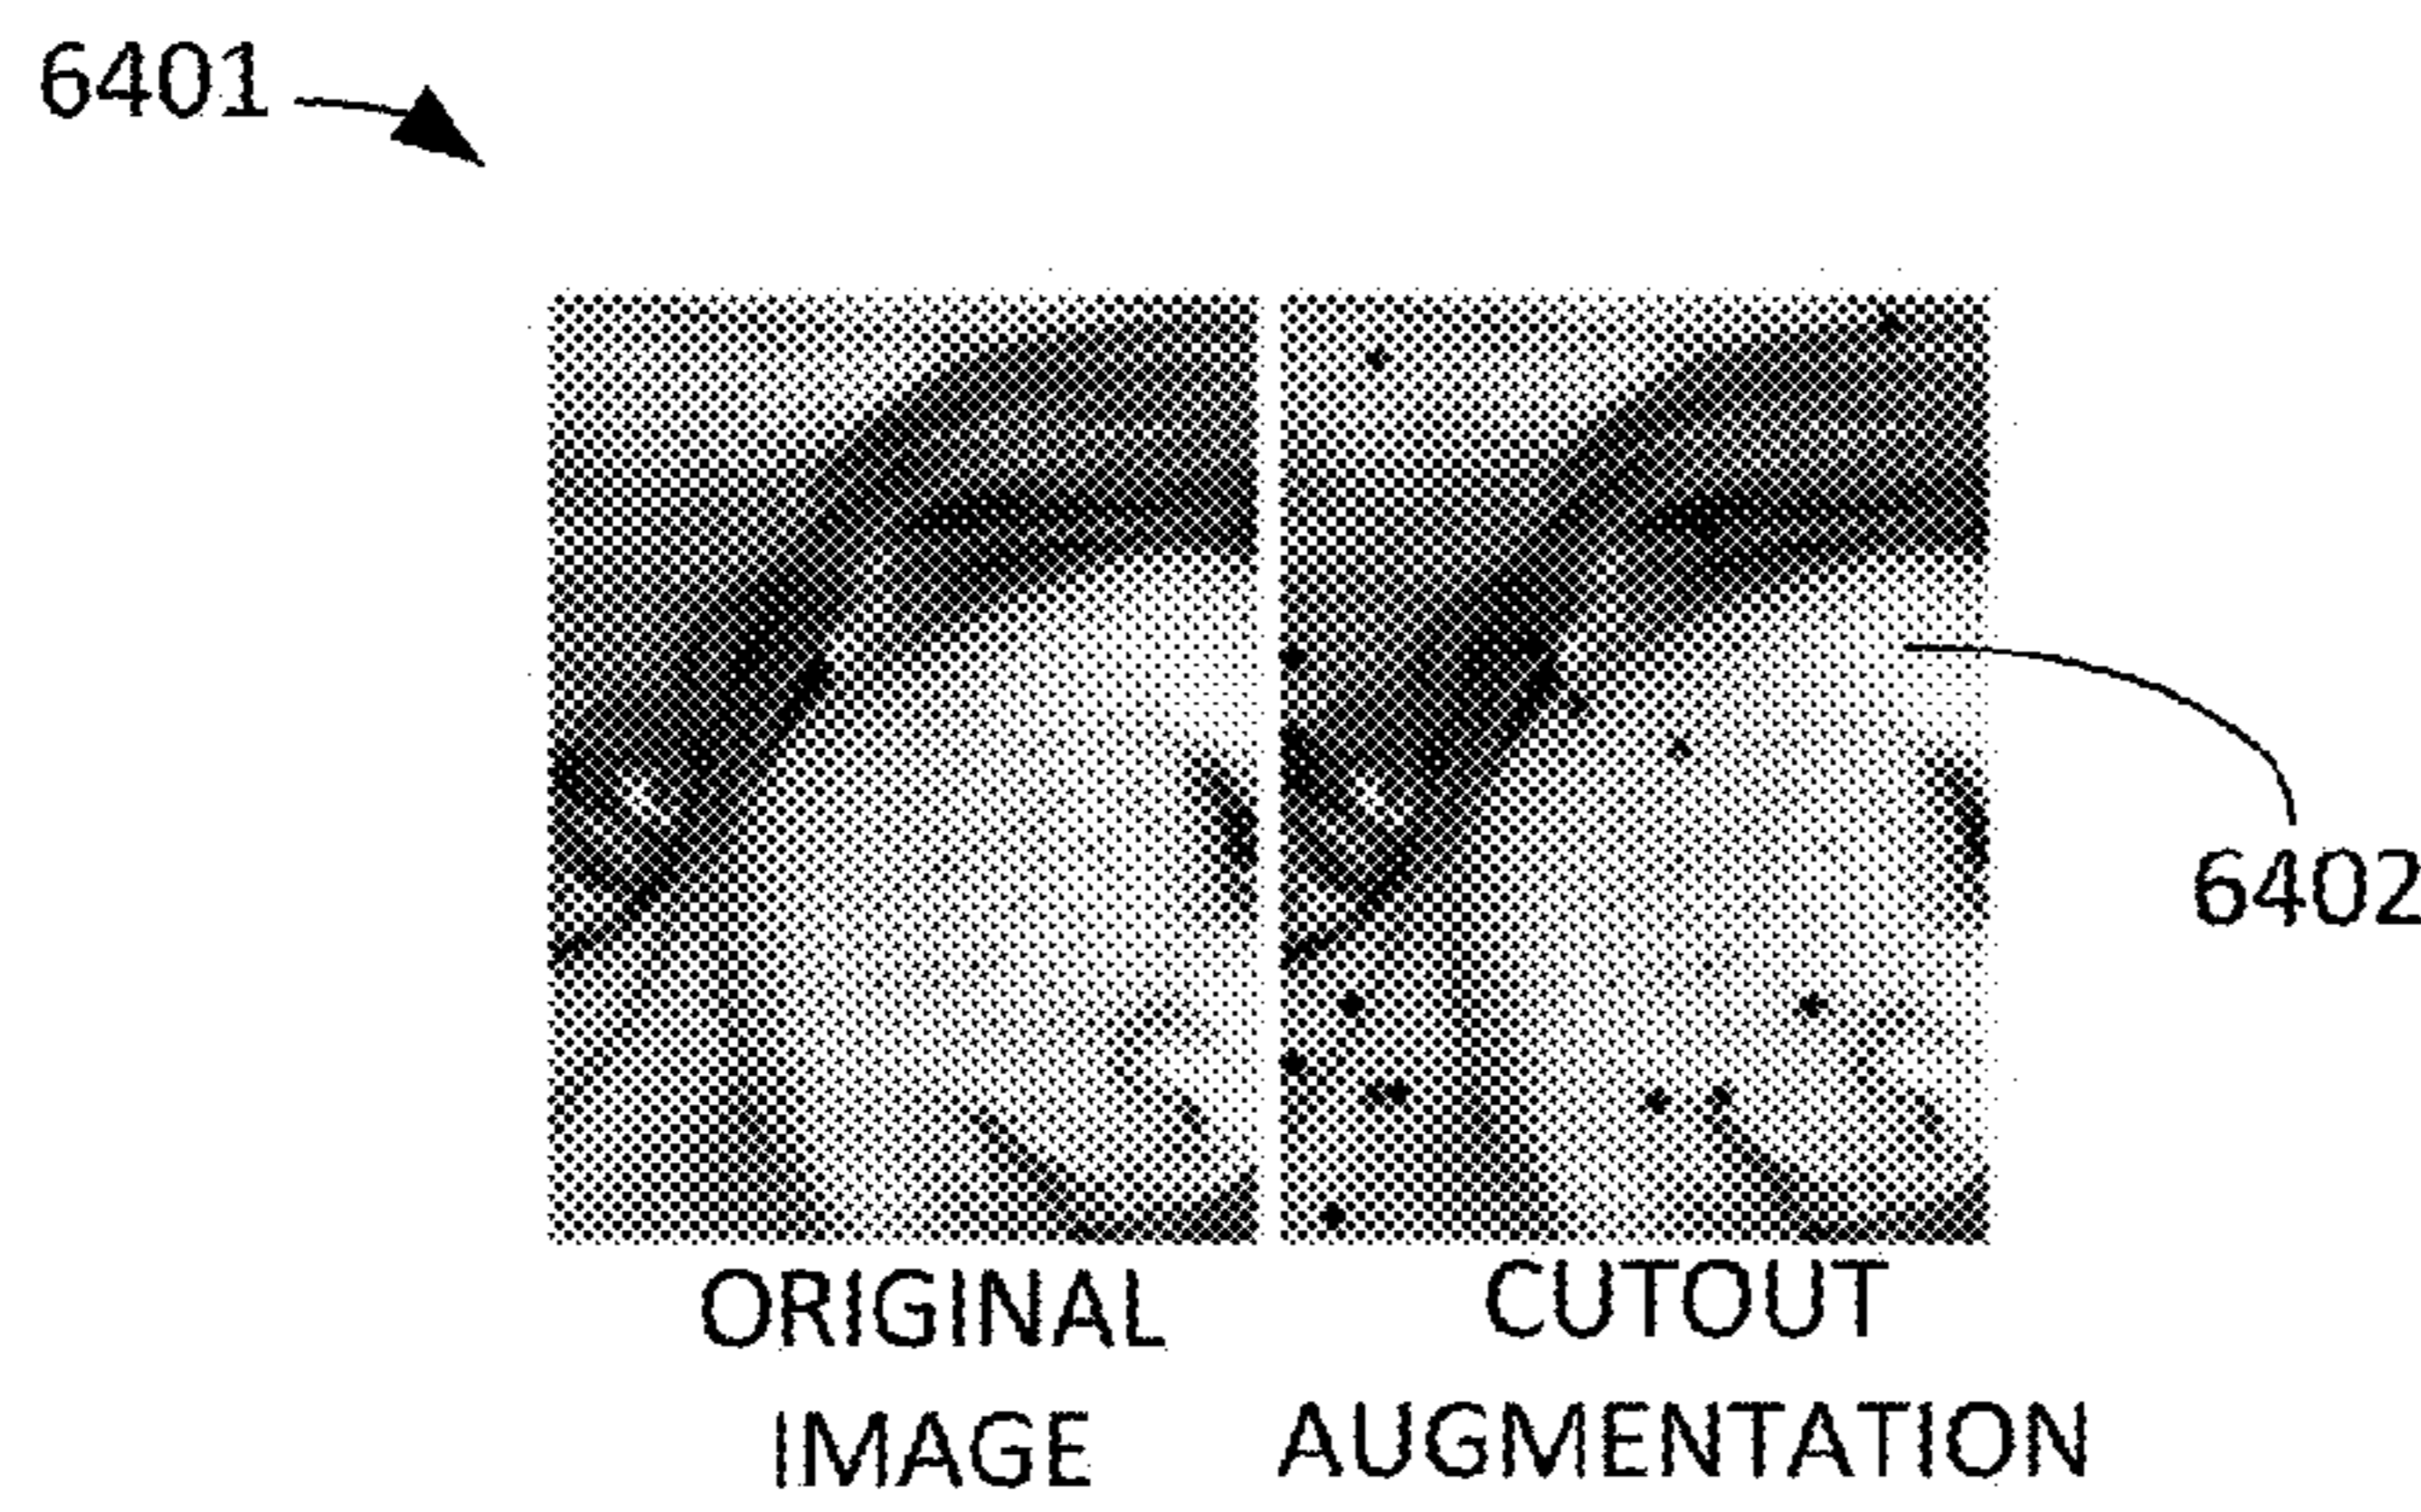 6401
6402
ORIGINAL
IMAGE
CUTOUT
AUGMENTATION